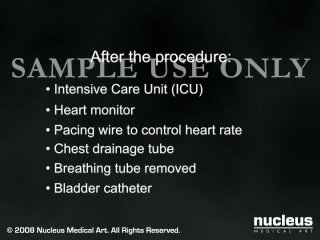 After the procedure:
SAMPLE USE ONLY
• Intensive Care Unit (ICU)
• Heart monitor
• Pacing wire to control heart rate
• Chest drainage tube
• Breathing tube removed
• Bladder catheter
nucleus
MEDICAL ART
© 2008 Nucleus Medical Art. All Rights Reserved.